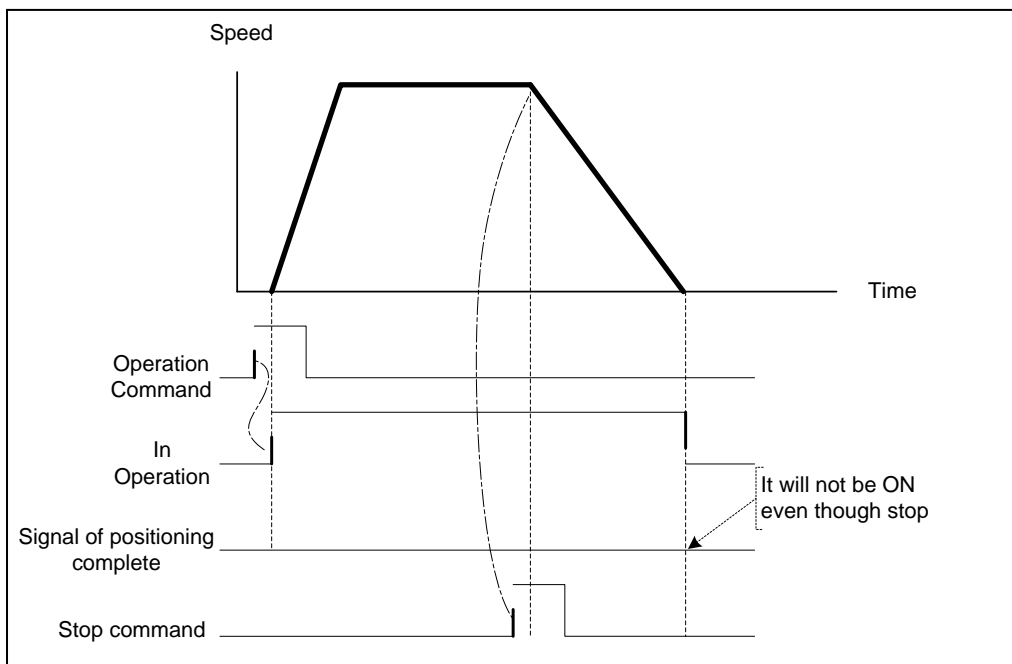 Speed
Time
Operation
Command
In
Operation
It will not be ON
even though stop
Signal of positioning
complete
Stop command